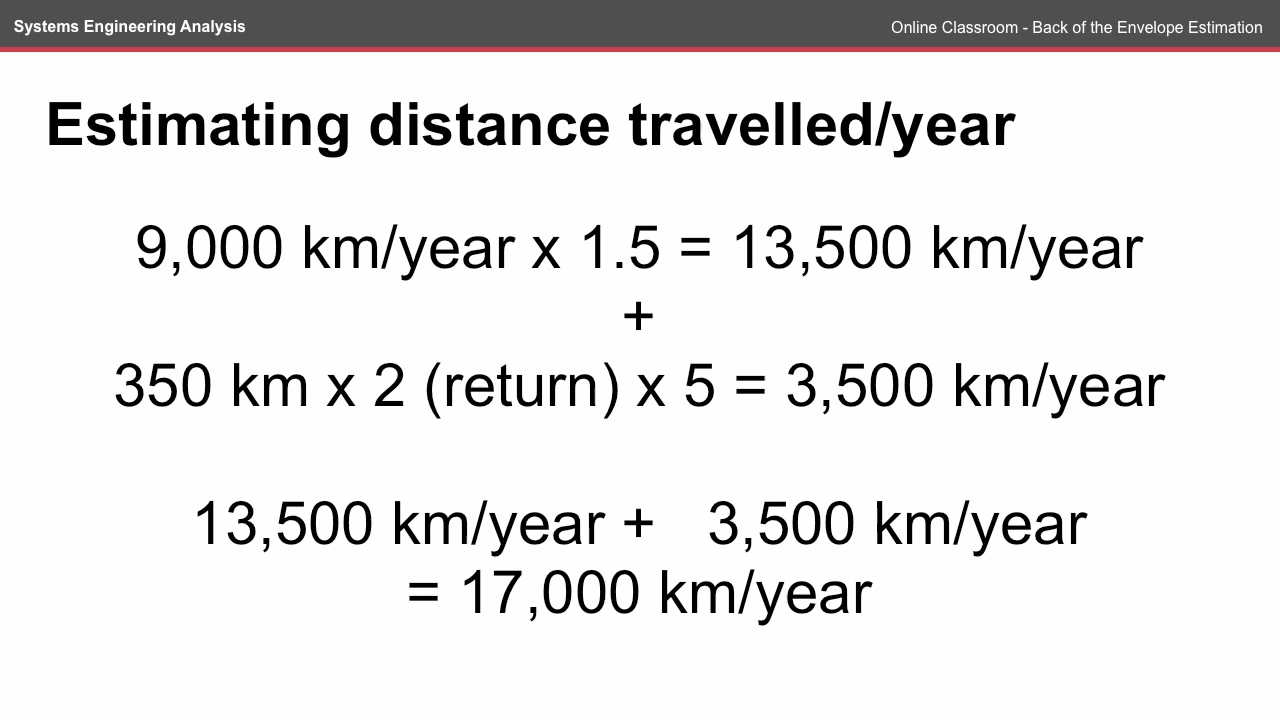 Systems Engineering Analysis
Online Classroom - Back of the Envelope Estimation
Estimating distance travelled/year
9,000 km/year x 1.5 = 13,500 km/year
+
350 km x 2 (return) x 5 = 3,500 km/year
13,500 km/year + 3,500 km/year
= 17,000 km/year